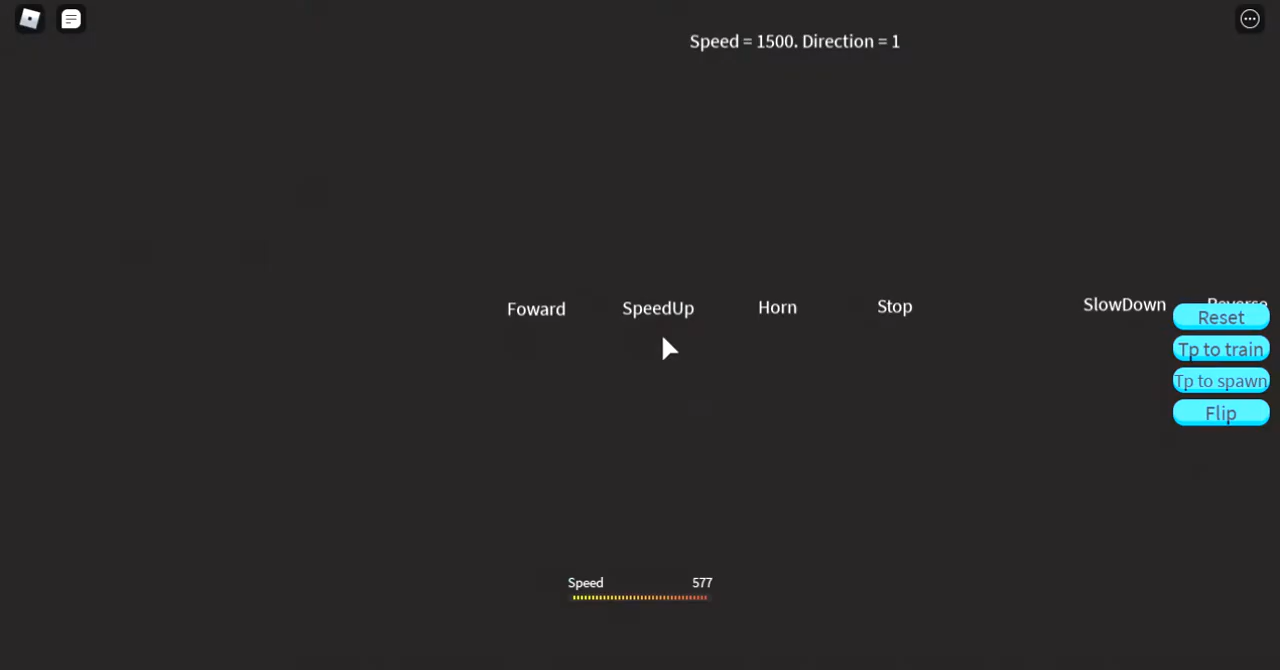 Speed = 1500. Direction = 1
Foward SpeedUp Horn Stop SlowDown Reverse
Reset
Tp to train
Tp to spawn
Flip
Speed 577